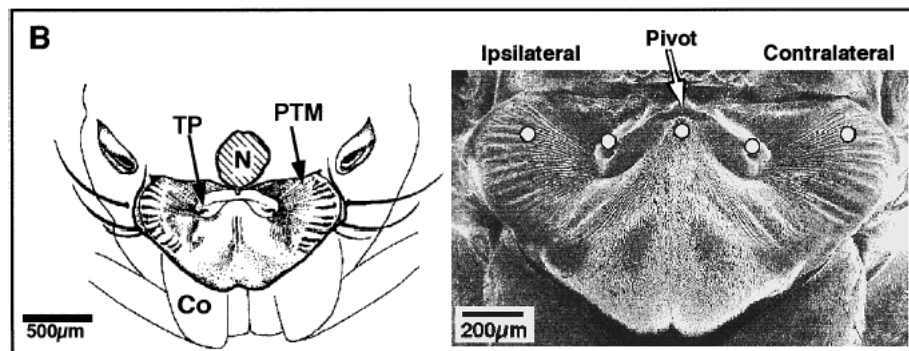 B
TP
PTM
N
Co
500µm
Pivot
Ipsilateral
Contralateral
200µm